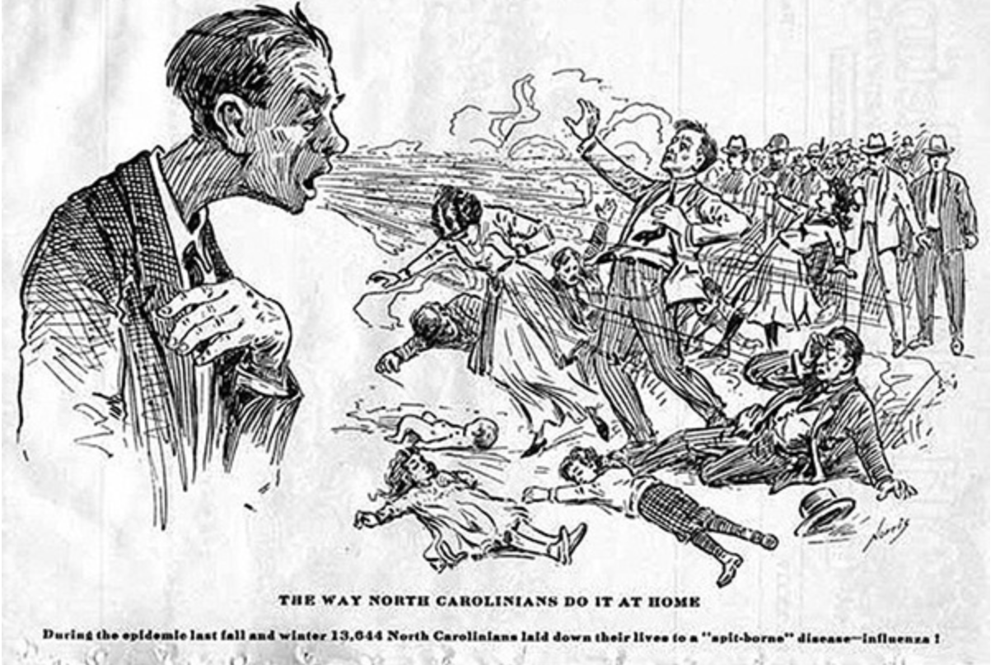 Norris
THE WAY NORTH CAROLINIANS DO IT AT HOME
During the epidemic last fall and winter 13,644 North Carolinians laid down their lives to a "spit-borne" disease—influenza!